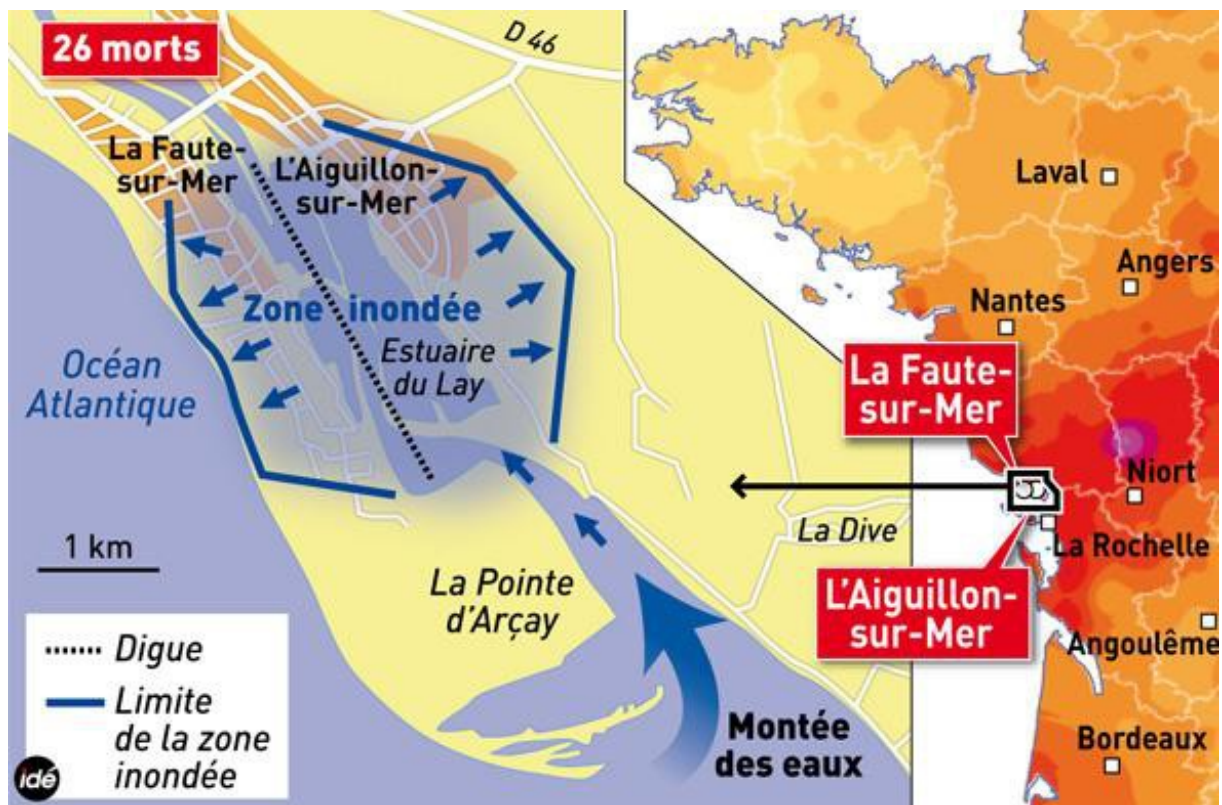 26 morts
D 46
La Faute-
sur-Mer
L'Aiguillon-
sur-Mer
Zone inondée
Estuaire
du Lay
Océan
Atlantique
1 km
La Pointe
d'Arçay
La Dive
Montée
des eaux
Digue
Limite
de la zone
inondée
idé
Laval
Angers
Nantes
La Faute-
sur-Mer
Niort
La Rochelle
L'Aiguillon-
sur-Mer
Angoulême
Bordeaux